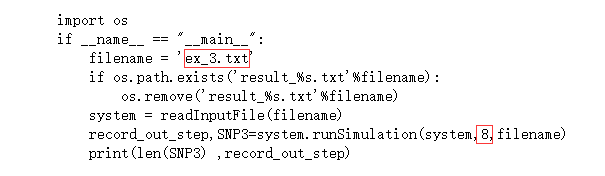 import os
if __name__ == "__main__":
filename = 'ex_3.txt'
if os.path.exists('result_%s.txt'%filename):
os.remove('result_%s.txt'%filename)
system = readInputFile(filename)
record_out_step,SNP3=system.runSimulation(system,8,filename)
print(len(SNP3) ,record_out_step)